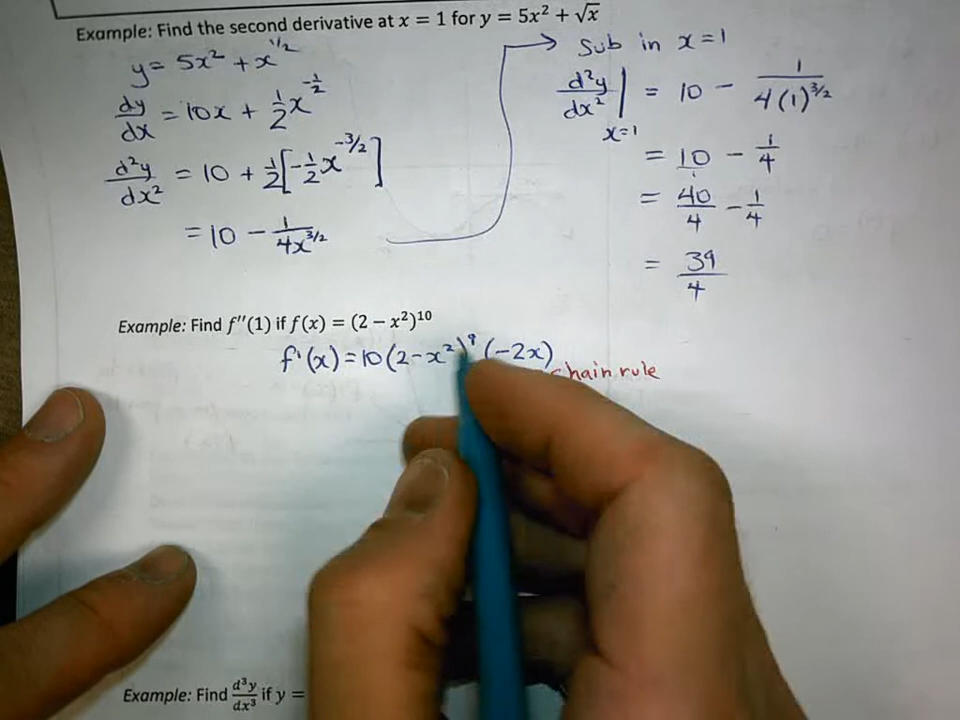 Example: Find the second derivative at x = 1 for y = 5x² + √x
y = 5x² + x^1/2
dy/dx = 10x + 1/2 x^-1/2
d²y/dx² = 10 + 1/2[-1/2 x^-3/2]
= 10 - 1/4x^3/2
→ Sub in x=1
d²y/dx² | x=1 = 10 - 1/4(1)^3/2
= 10/1 - 1/4
= 40/4 - 1/4
= 39/4
Example: Find f''(1) if f(x) = (2 − x²)¹⁰
f'(x) = 10(2-x²)⁹(-2x)
chain rule
Example: Find d³y/dx³ if y =